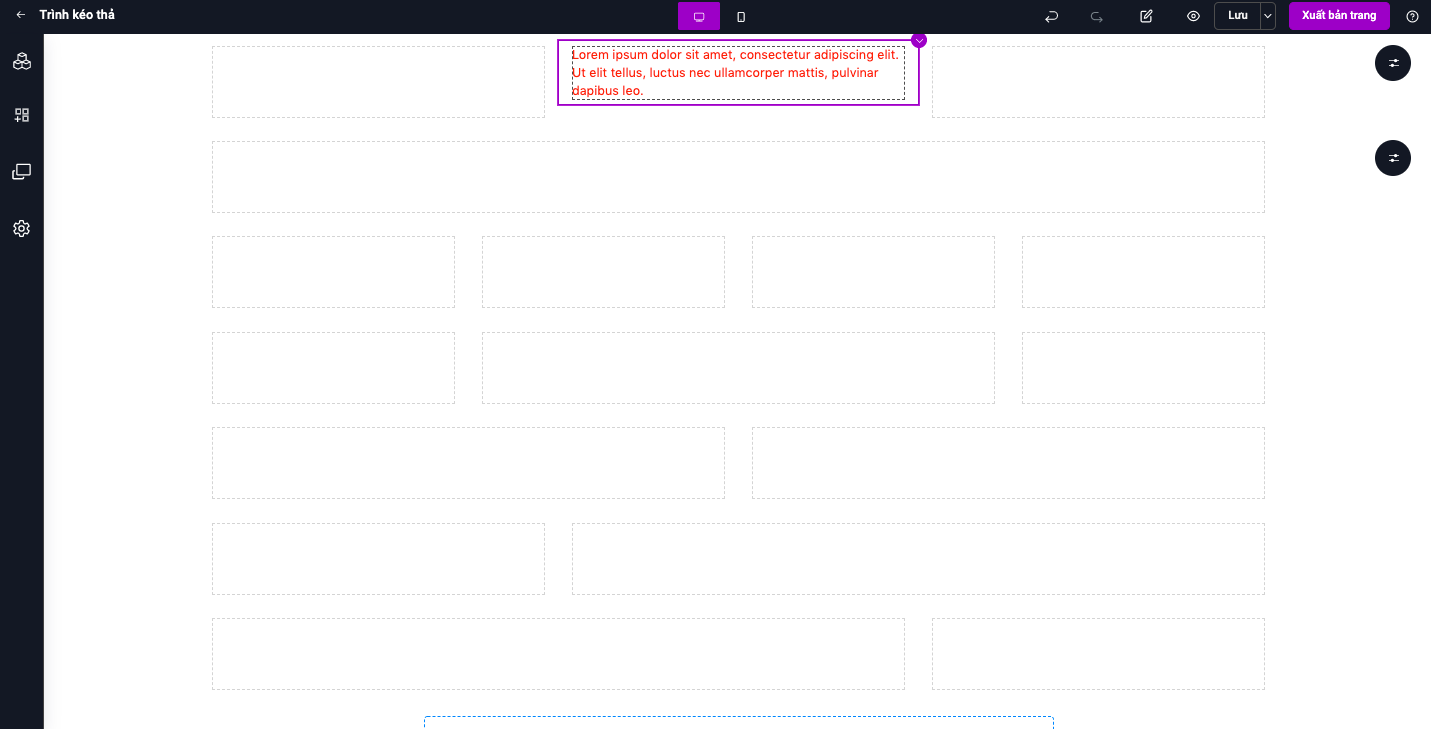 Trình kéo thả
Lưu
Xuất bản trang
Lorem ipsum dolor sit amet, consectetur adipiscing elit.
Ut elit tellus, luctus nec ullamcorper mattis, pulvinar
dapibus leo.